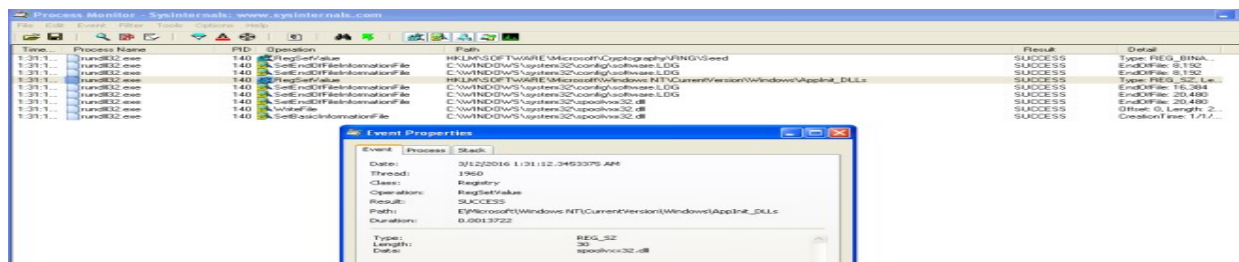 Process Monitor - Sysinternals: www.sysinternals.com
File Edit Event Filter Tools Options Help
Time... Process Name PID Operation Path Result Detail
1:31:1... rundll32.exe 140 RegSetValue HKLM\SOFTWARE\Microsoft\Cryptography\RNG\Seed SUCCESS Type: REG_BINA...
1:31:1... rundll32.exe 140 SetEndOfFileInformationFile C:\WINDOWS\system32\config\software.LOG SUCCESS EndOfFile: 8,192
1:31:1... rundll32.exe 140 SetEndOfFileInformationFile C:\WINDOWS\system32\config\software.LOG SUCCESS EndOfFile: 8,192
1:31:1... rundll32.exe 140 RegSetValue HKLM\SOFTWARE\Microsoft\Windows NT\CurrentVersion\Windows\AppInit_DLLs SUCCESS Type: REG_SZ, Le...
1:31:1... rundll32.exe 140 SetEndOfFileInformationFile C:\WINDOWS\system32\config\software.LOG SUCCESS EndOfFile: 16,384
1:31:1... rundll32.exe 140 SetEndOfFileInformationFile C:\WINDOWS\system32\config\software.LOG SUCCESS EndOfFile: 20,480
1:31:1... rundll32.exe 140 SetEndOfFileInformationFile C:\WINDOWS\system32\spoolvxx32.dll SUCCESS EndOfFile: 20,480
1:31:1... rundll32.exe 140 WriteFile C:\WINDOWS\system32\spoolvxx32.dll SUCCESS Offset: 0, Length: 2...
1:31:1... rundll32.exe 140 SetBasicInformationFile C:\WINDOWS\system32\spoolvxx32.dll SUCCESS CreationTime: 1/1/...
Event Properties
Event Process Stack
Date: 3/12/2016 1:31:12.3453375 AM
Thread: 1960
Class: Registry
Operation: RegSetValue
Result: SUCCESS
Path: E\Microsoft\Windows NT\CurrentVersion\Windows\AppInit_DLLs
Duration: 0.0013722
Type: REG_SZ
Length: 30
Data: spoolvxx32.dll